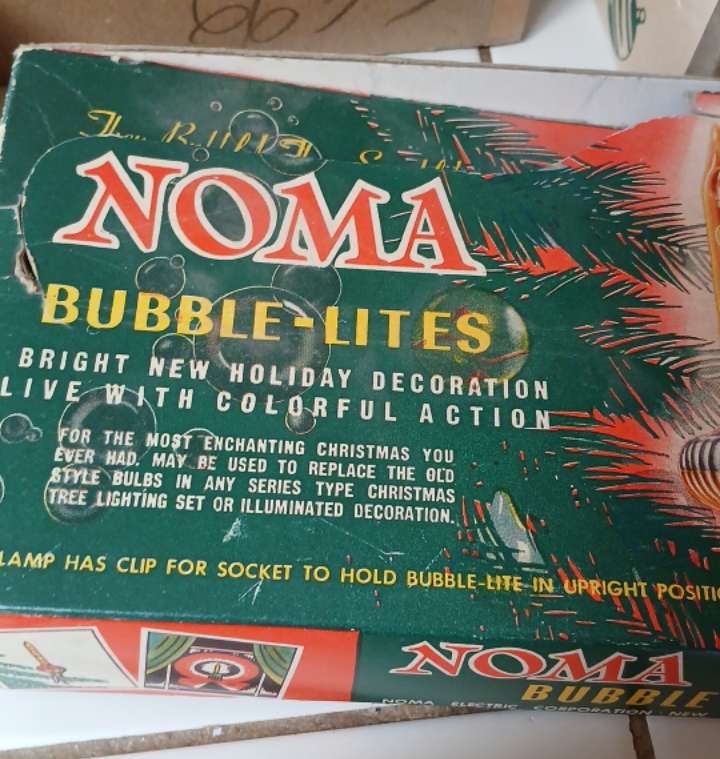 NOMA
BUBBLE-LITES
BRIGHT NEW HOLIDAY DECORATION
LIVE WITH COLORFUL ACTION
FOR THE MOST ENCHANTING CHRISTMAS YOU
EVER HAD. MAY BE USED TO REPLACE THE OLD
STYLE BULBS IN ANY SERIES TYPE CHRISTMAS
TREE LIGHTING SET OR ILLUMINATED DECORATION.
LAMP HAS CLIP FOR SOCKET TO HOLD BUBBLE-LITE IN UPRIGHT
NOMA
BUBBLE
NOMA ELECTRIC CORPORATION NEW